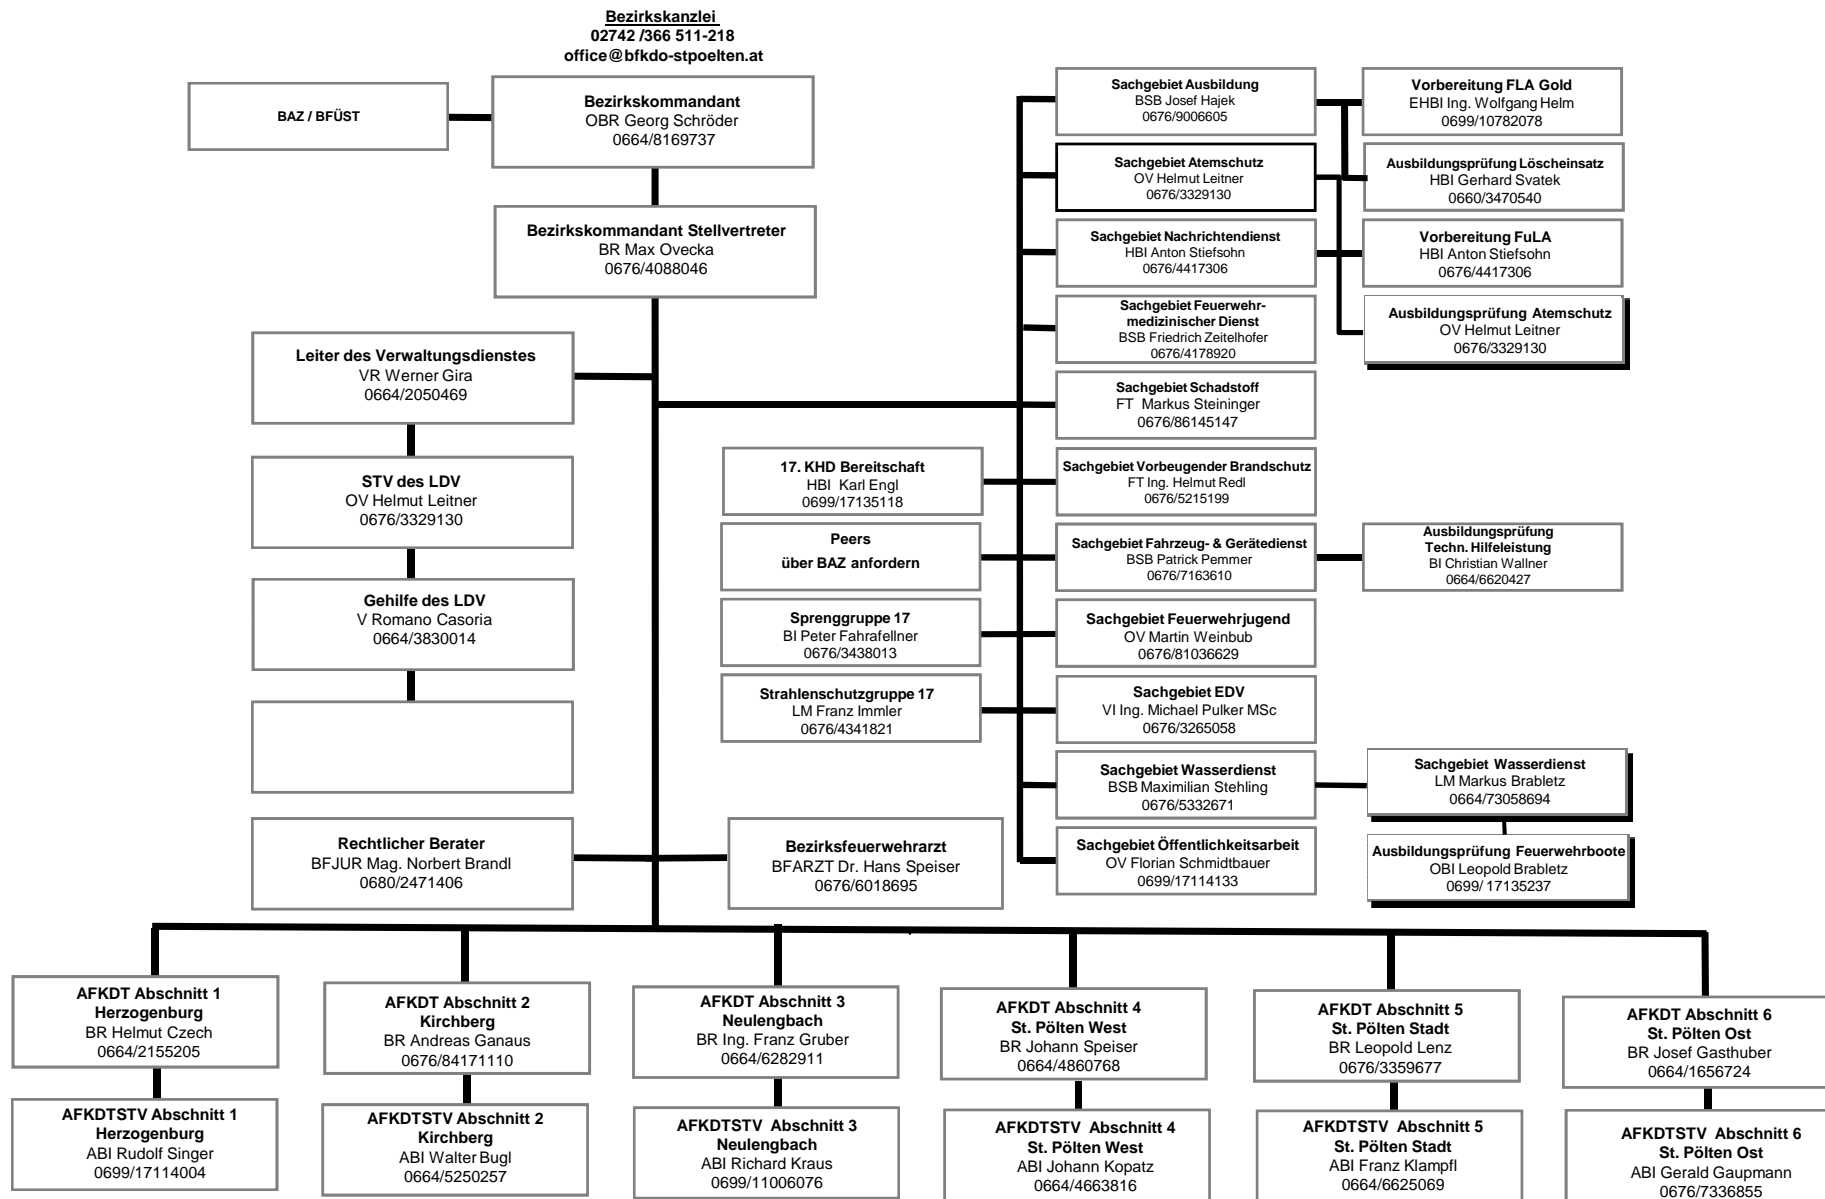 Bezirkskanzlei
02742 /366 511-218
office@bfkdo-stpoelten.at
BAZ / BFÜST
Bezirkskommandant
OBR Georg Schröder
0664/8169737
Bezirkskommandant Stellvertreter
BR Max Ovecka
0676/4088046
Leiter des Verwaltungsdienstes
VR Werner Gira
0664/2050469
STV des LDV
OV Helmut Leitner
0676/3329130
Gehilfe des LDV
V Romano Casoria
0664/3830014
Rechtlicher Berater
BFJUR Mag. Norbert Brandl
0680/2471406
Bezirksfeuerwehrarzt
BFARZT Dr. Hans Speiser
0676/6018695
17. KHD Bereitschaft
HBI Karl Engl
0699/17135118
Peers
über BAZ anfordern
Sprenggruppe 17
BI Peter Fahrafellner
0676/3438013
Strahlenschutzgruppe 17
LM Franz Immler
0676/4341821
Sachgebiet Ausbildung
BSB Josef Hajek
0676/9006605
Sachgebiet Atemschutz
OV Helmut Leitner
0676/3329130
Sachgebiet Nachrichtendienst
HBI Anton Stiefsohn
0676/4417306
Sachgebiet Feuerwehr-
medizinischer Dienst
BSB Friedrich Zeitelhofer
0676/4178920
Sachgebiet Schadstoff
FT Markus Steininger
0676/86145147
Sachgebiet Vorbeugender Brandschutz
FT Ing. Helmut Redl
0676/5215199
Sachgebiet Fahrzeug- & Gerätedienst
BSB Patrick Pemmer
0676/7163610
Sachgebiet Feuerwehrjugend
OV Martin Weinbub
0676/81036629
Sachgebiet EDV
VI Ing. Michael Pulker MSc
0676/3265058
Sachgebiet Wasserdienst
BSB Maximilian Stehling
0676/5332671
Sachgebiet Öffentlichkeitsarbeit
OV Florian Schmidtbauer
0699/17114133
Vorbereitung FLA Gold
EHBI Ing. Wolfgang Helm
0699/10782078
Ausbildungsprüfung Löscheinsatz
HBI Gerhard Svatek
0660/3470540
Vorbereitung FuLA
HBI Anton Stiefsohn
0676/4417306
Ausbildungsprüfung Atemschutz
OV Helmut Leitner
0676/3329130
Ausbildungsprüfung
Techn. Hilfeleistung
BI Christian Wallner
0664/6620427
Sachgebiet Wasserdienst
LM Markus Brabletz
0664/73058694
Ausbildungsprüfung Feuerwehrboote
OBI Leopold Brabletz
0699/ 17135237
AFKDT Abschnitt 1
Herzogenburg
BR Helmut Czech
0664/2155205
AFKDT Abschnitt 2
Kirchberg
BR Andreas Ganaus
0676/84171110
AFKDT Abschnitt 3
Neulengbach
BR Ing. Franz Gruber
0664/6282911
AFKDT Abschnitt 4
St. Pölten West
BR Johann Speiser
0664/4860768
AFKDT Abschnitt 5
St. Pölten Stadt
BR Leopold Lenz
0676/3359677
AFKDT Abschnitt 6
St. Pölten Ost
BR Josef Gasthuber
0664/1656724
AFKDTSTV Abschnitt 1
Herzogenburg
ABI Rudolf Singer
0699/17114004
AFKDTSTV Abschnitt 2
Kirchberg
ABI Walter Bugl
0664/5250257
AFKDTSTV Abschnitt 3
Neulengbach
ABI Richard Kraus
0699/11006076
AFKDTSTV Abschnitt 4
St. Pölten West
ABI Johann Kopatz
0664/4663816
AFKDTSTV Abschnitt 5
St. Pölten Stadt
ABI Franz Klampfl
0664/6625069
AFKDTSTV Abschnitt 6
St. Pölten Ost
ABI Gerald Gaupmann
0676/7336855